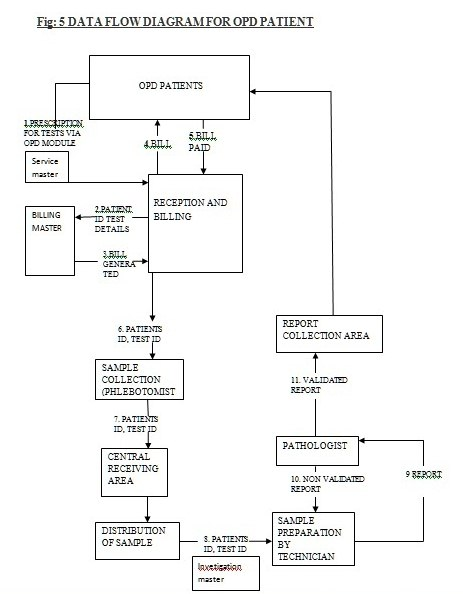 Fig: 5 DATA FLOW DIAGRAM FOR OPD PATIENT
OPD PATIENTS
1.PRESCRIPTION
FOR TESTS VIA
OPD MODULE
4.BILL
5.BILL
PAID
Service
master
RECEPTION AND
BILLING
BILLING
MASTER
2.PATIENT
ID TEST
DETAILS
3.BILL
GENERA
TED
6. PATIENTS
ID, TEST ID
REPORT
COLLECTION AREA
SAMPLE
COLLECTION
(PHLEBOTOMIST
11. VALIDATED
REPORT
7. PATIENTS
ID, TEST ID
PATHOLOGIST
CENTRAL
RECEIVING
AREA
10. NON VALIDATED
REPORT
9 REPORT
DISTRIBUTION
OF SAMPLE
8. PATIENTS
ID, TEST ID
SAMPLE
PREPARATION
BY
TECHNICIAN
Investigation
master